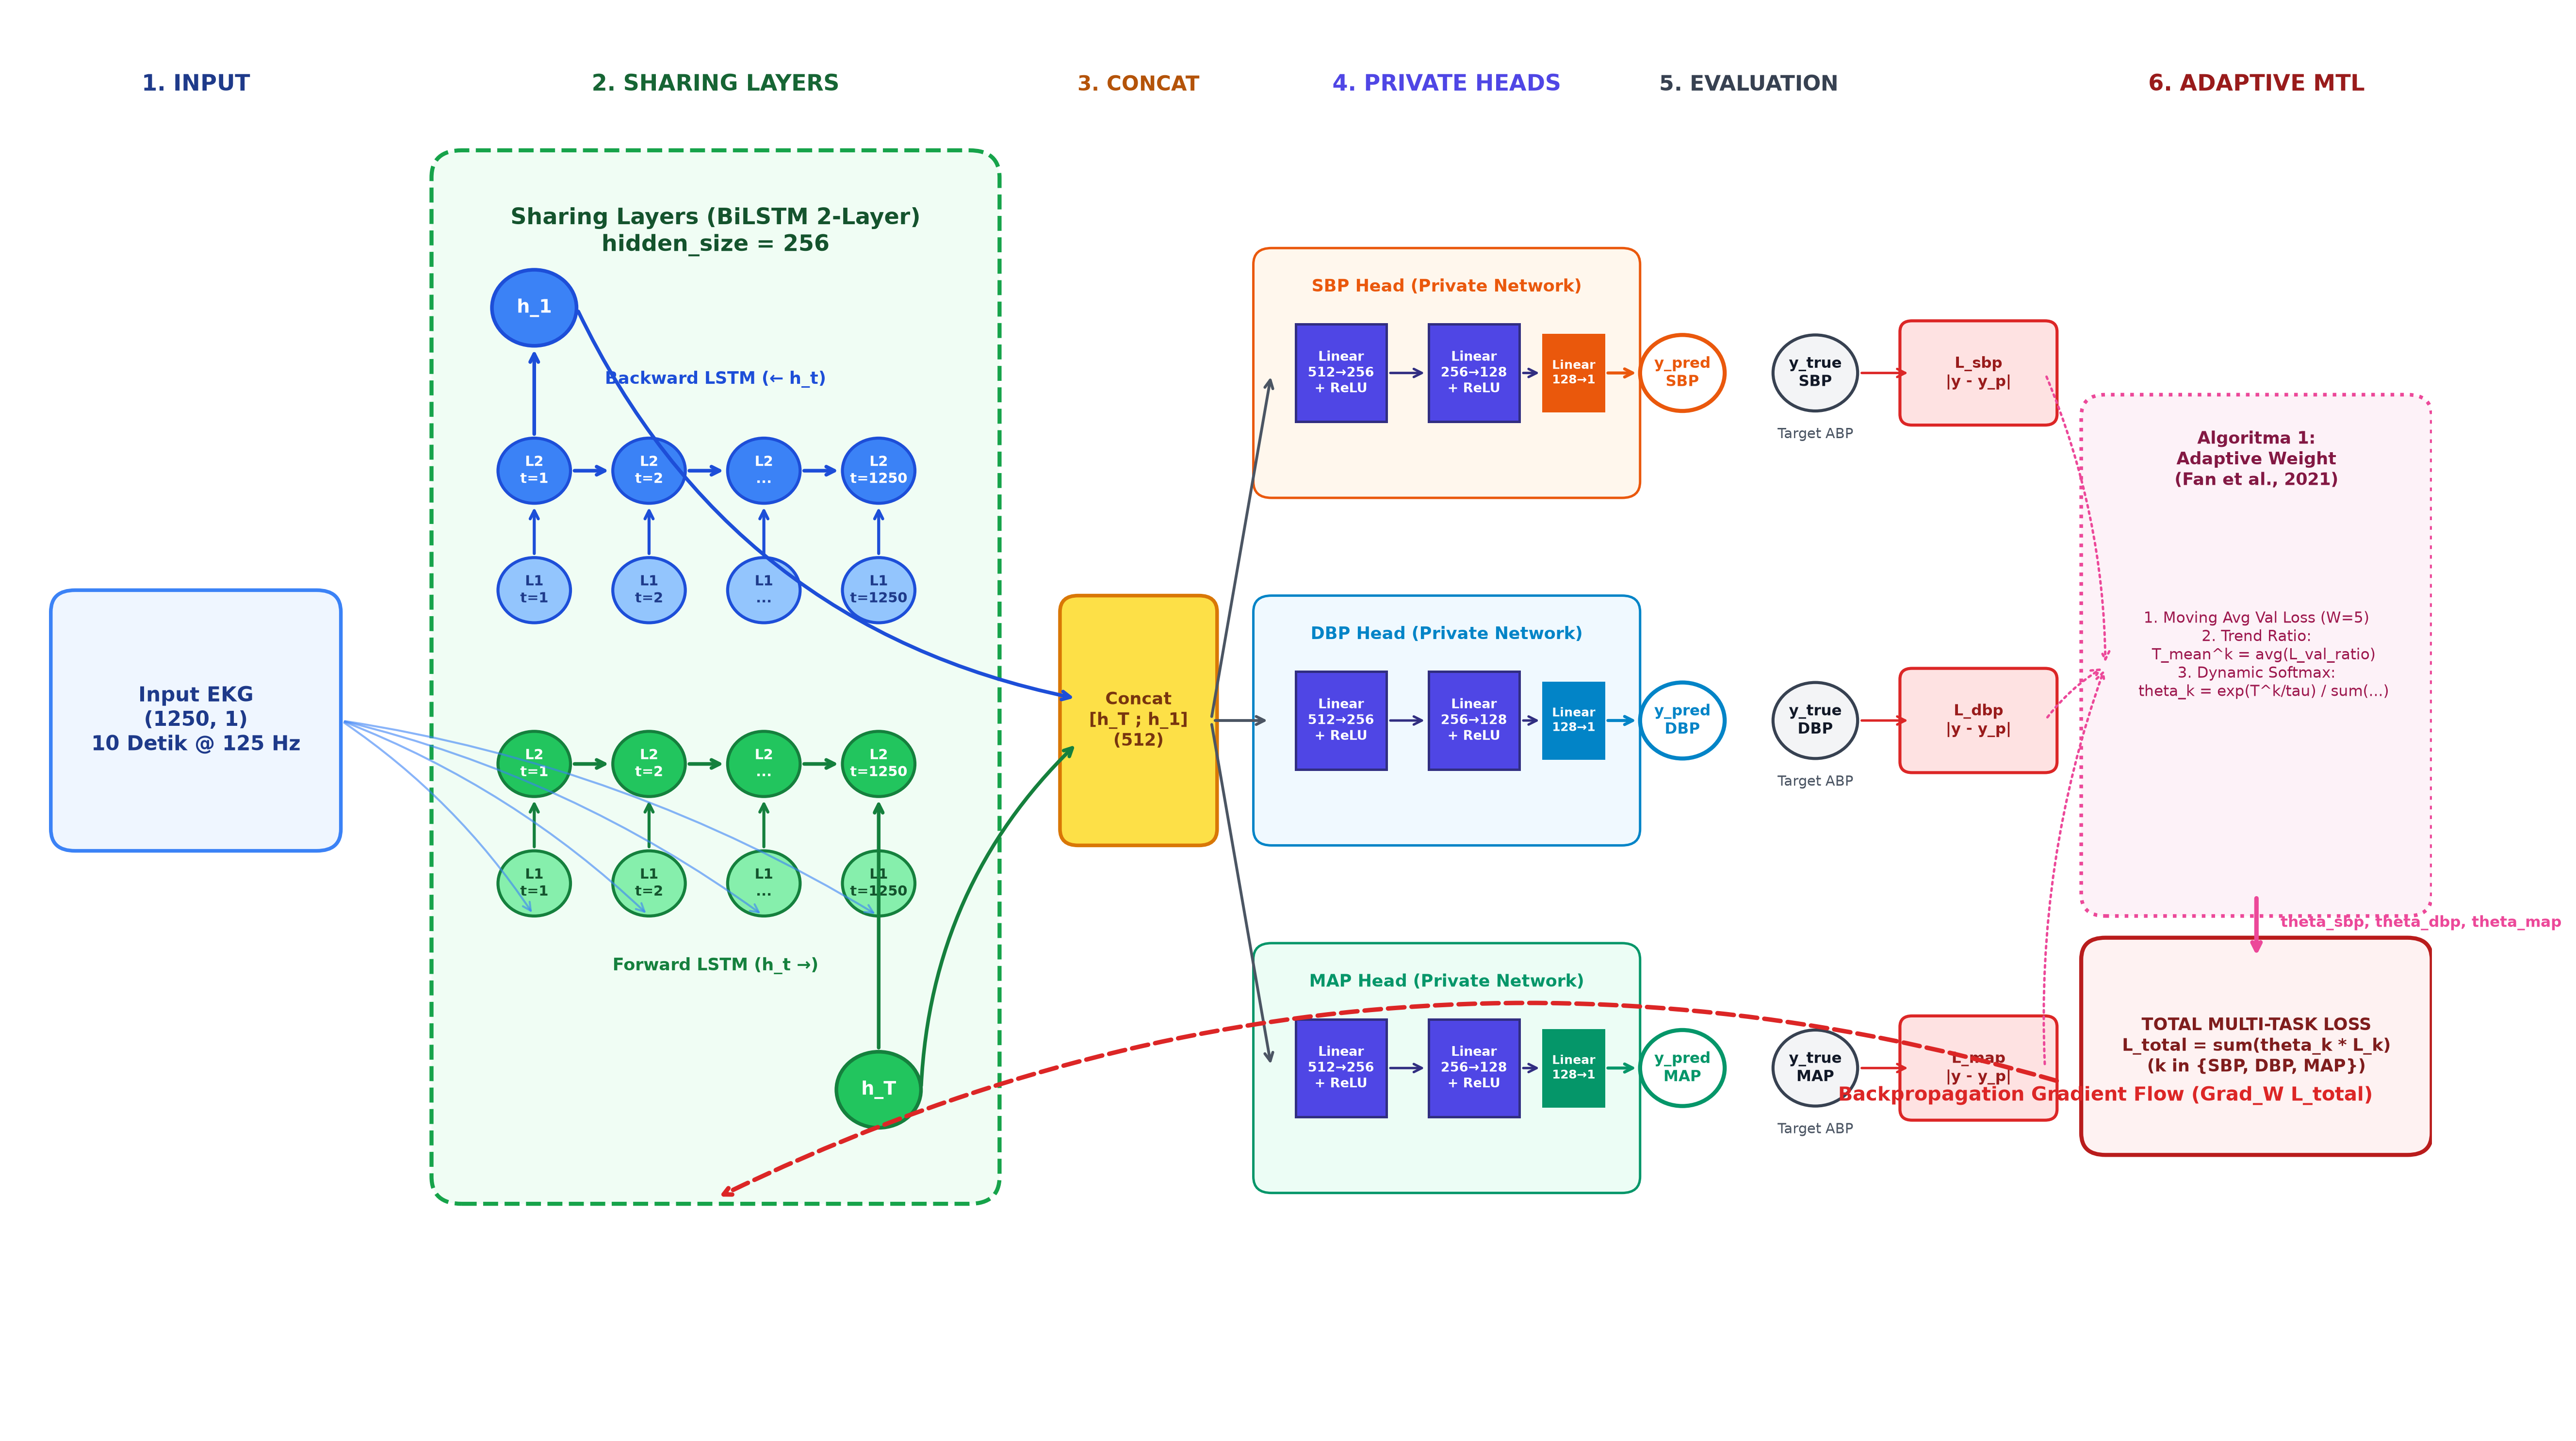 1. INPUT
2. SHARING LAYERS
3. CONCAT
4. PRIVATE HEADS
5. EVALUATION
6. ADAPTIVE MTL
Input EKG
(1250, 1)
10 Detik @ 125 Hz
Sharing Layers (BiLSTM 2-Layer)
hidden_size = 256
h_1
Backward LSTM (← h_t)
L2
t=1
L2
t=2
L2
...
L2
t=1250
L1
t=1
L1
t=2
L1
...
L1
t=1250
L2
t=1
L2
t=2
L2
...
L2
t=1250
L1
t=1
L1
t=2
L1
...
L1
t=1250
Forward LSTM (h_t →)
h_T
Concat
[h_T ; h_1]
(512)
SBP Head (Private Network)
Linear
512→256
+ ReLU
Linear
256→128
+ ReLU
Linear
128→1
y_pred
SBP
y_true
SBP
Target ABP
L_sbp
|y - y_p|
DBP Head (Private Network)
Linear
512→256
+ ReLU
Linear
256→128
+ ReLU
Linear
128→1
y_pred
DBP
y_true
DBP
Target ABP
L_dbp
|y - y_p|
MAP Head (Private Network)
Linear
512→256
+ ReLU
Linear
256→128
+ ReLU
Linear
128→1
y_pred
MAP
y_true
MAP
Target ABP
L_map
|y - y_p|
Algoritma 1:
Adaptive Weight
(Fan et al., 2021)
1. Moving Avg Val Loss (W=5)
2. Trend Ratio:
T_mean^k = avg(L_val_ratio)
3. Dynamic Softmax:
theta_k = exp(T^k/tau) / sum(...)
theta_sbp, theta_dbp, theta_map
TOTAL MULTI-TASK LOSS
L_total = sum(theta_k * L_k)
(k in {SBP, DBP, MAP})
Backpropagation Gradient Flow (Grad_W L_total)